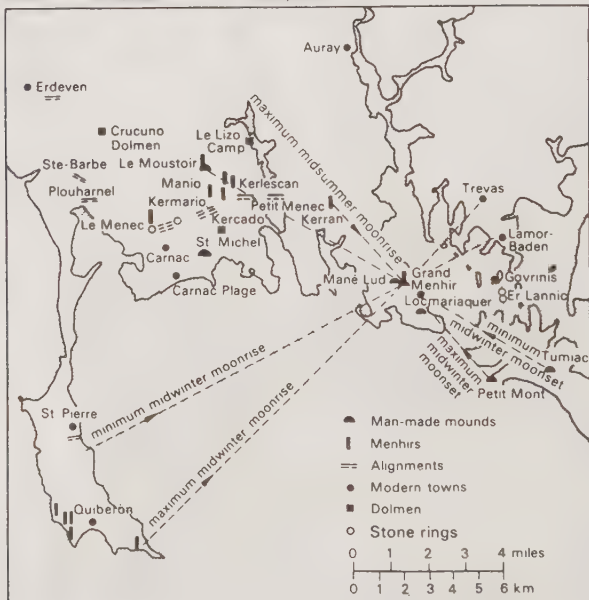 Auray
Erdeven
Crucuno
Dolmen
Le Lizo
Camp
maximum midsummer moonrise
Ste-Barbe
Le Moustoir
Plouharnel
Manio
Kerlescan
Trevas
Kermario
Petit Menec
Le Menec
Kercado
Kerran
Lamor-
Baden
St Michel
Carnac
Carnac Plage
Mané Lud
Grand
Menhir
Govrinis
Er Lannic
Locmariaquer
minimum
midwinter
moonset
Tumiac
maximum
midwinter
moonset
Petit Mont
St Pierre
minimum midwinter moonrise
maximum midwinter moonrise
Quiberon
Man-made mounds
Menhirs
Alignments
Modern towns
Dolmen
Stone rings
0 1 2 3 4 miles
0 1 2 3 4 5 6 km